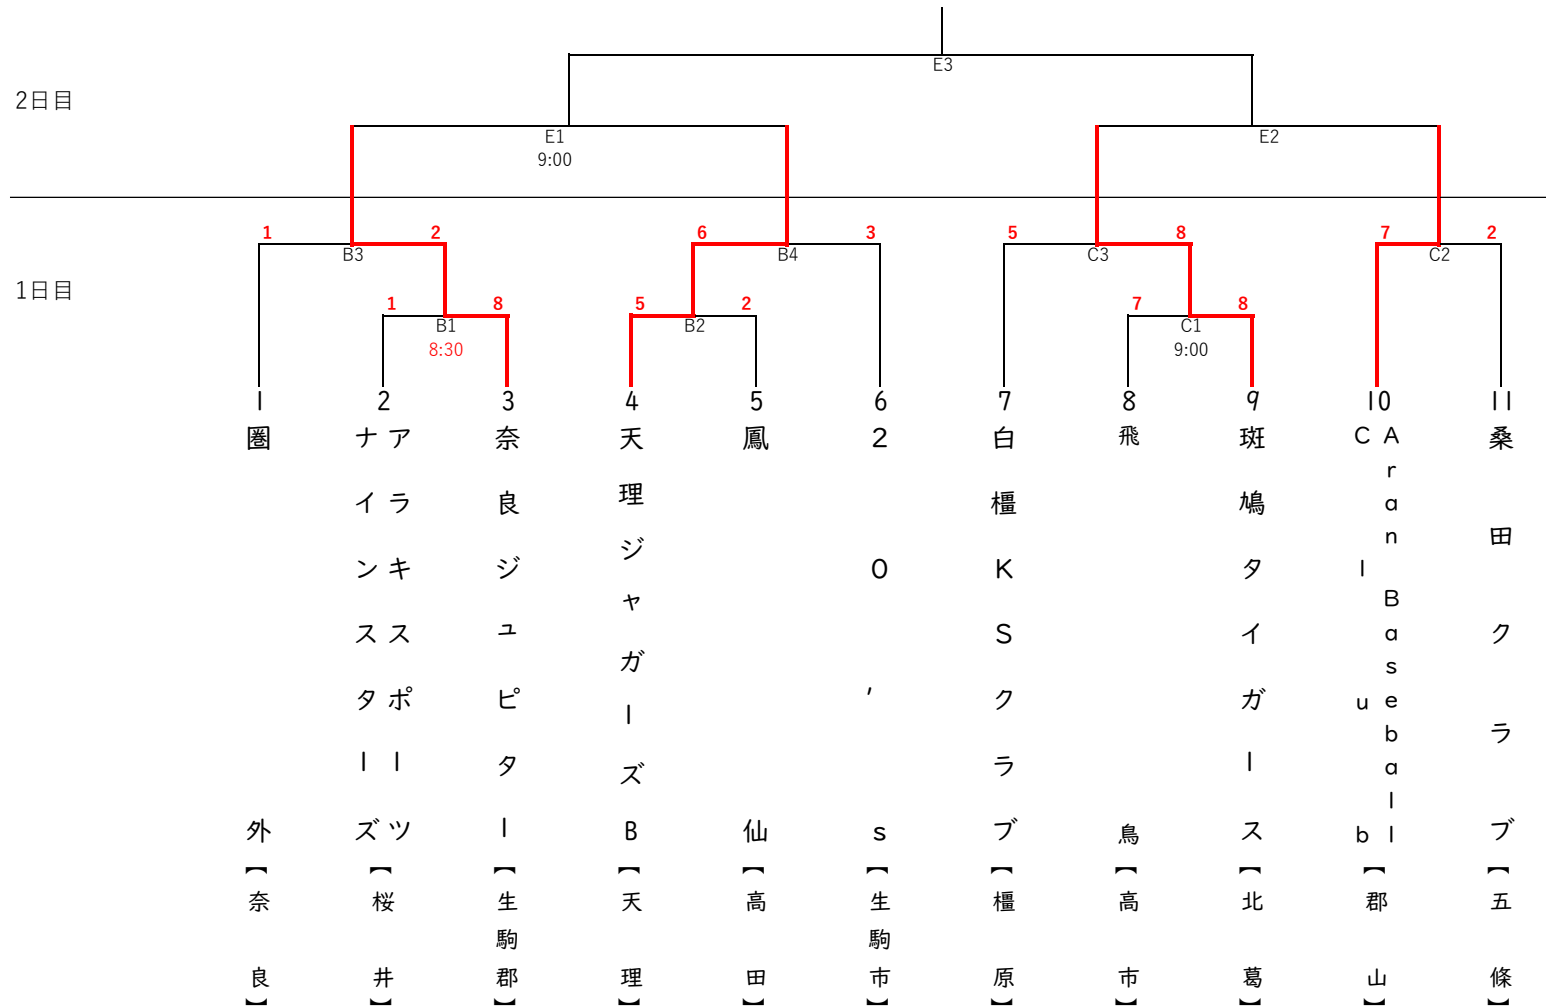 E3
2日目
E1
E2
9:00
1 2 6 3 5 8 7 2
B3 B4 C3 C2
1日目
1 8 5 2 7 8
B1 B2 C1
8:30 9:00
1 2 3 4 5 6 7 8 9 10 11
圏外【奈良】
アラキスポーツ
ナインスターズ【桜井】
奈良ジュピター【生駒郡】
天理ジャガーズB【天理】
鳳仙【高田】
20's【生駒市】
白橿KSクラブ【橿原】
飛鳥【高市】
斑鳩タイガース【北葛】
Aran Baseball
Club【郡山】
桑田クラブ【五條】